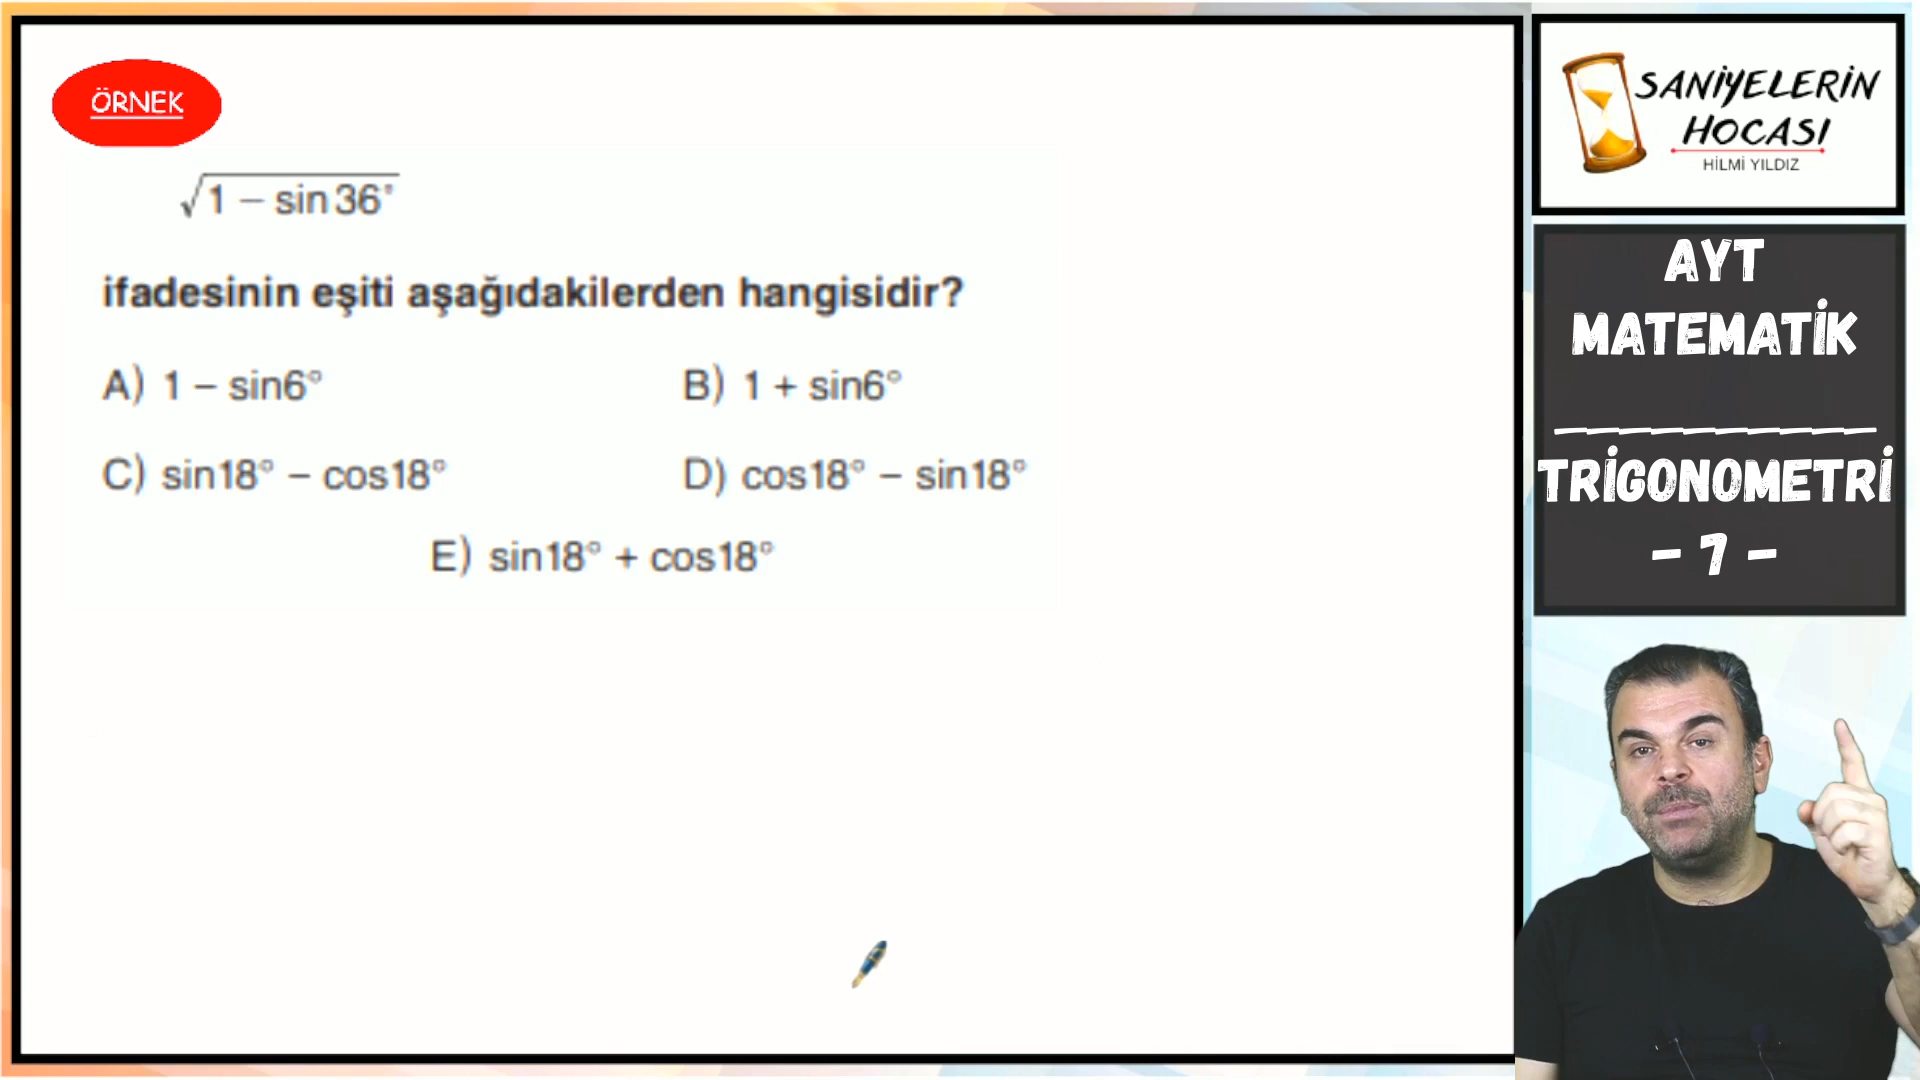 ÖRNEK
√1 – sin36°
ifadesinin eşiti aşağıdakilerden hangisidir?
A) 1 – sin6°
B) 1 + sin6°
C) sin18° – cos18°
D) cos18° – sin18°
E) sin18° + cos18°
SANİYELERİN
HOCASI
HİLMİ YILDIZ
AYT
MATEMATİK
TRİGONOMETRİ
- 7 -